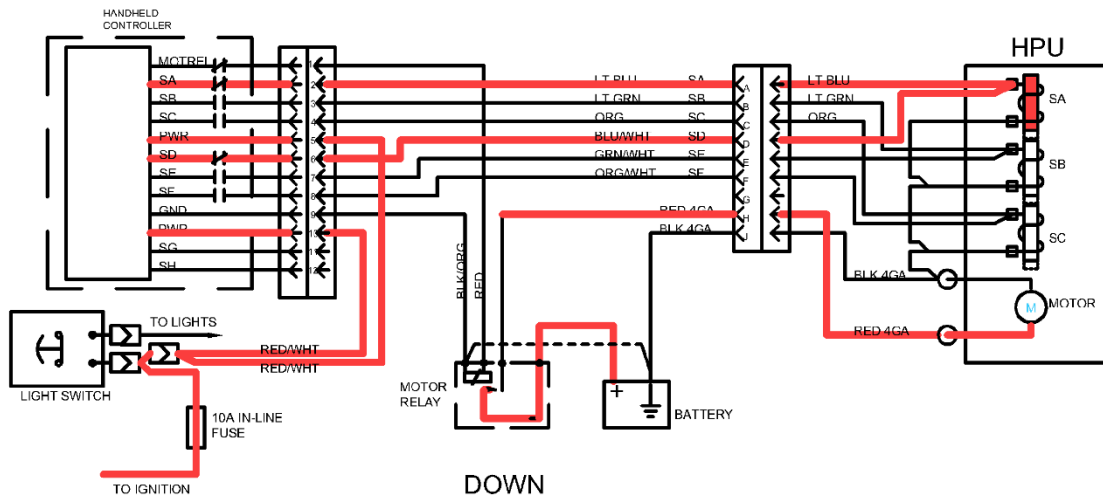 HANDHELD
CONTROLLER
HPU
MOTREL
1
SA
2
LT BLU
SA
A
LT BLU
SA
SB
3
LT GRN
SB
B
LT GRN
SC
4
ORG
SC
C
ORG
PWR
5
BLU/WHT
SD
D
SD
6
GRN/WHT
SE
E
SB
SE
7
ORG/WHT
SF
F
SF
8
G
GND
9
RED 4GA
H
PWR
10
BLK 4GA
J
SC
SG
11
SH
12
BLK/ORG
RED
BLK 4GA
MOTOR
M
RED 4GA
TO LIGHTS
RED/WHT
RED/WHT
LIGHT SWITCH
MOTOR
RELAY
+
BATTERY
10A IN-LINE
FUSE
TO IGNITION
DOWN